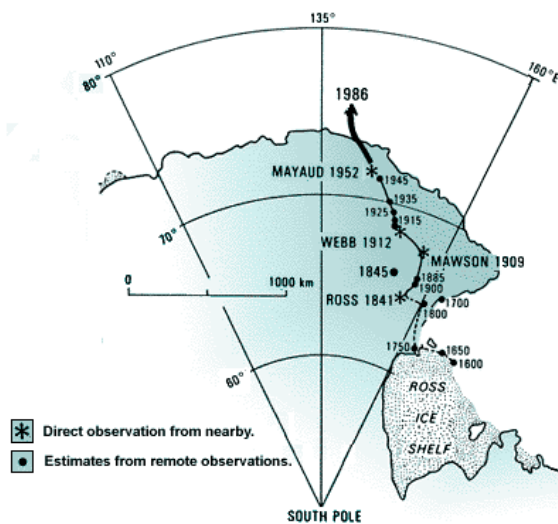 135°
110°
80°
160°E
1986
MAYAUD 1952
1945
1935
1925
1915
70°
WEBB 1912
MAWSON 1909
1845
1885
1900
0
1000 km
ROSS 1841
1700
1800
1750
1650
1600
60°
ROSS
ICE
SHELF
Direct observation from nearby.
Estimates from remote observations.
SOUTH POLE